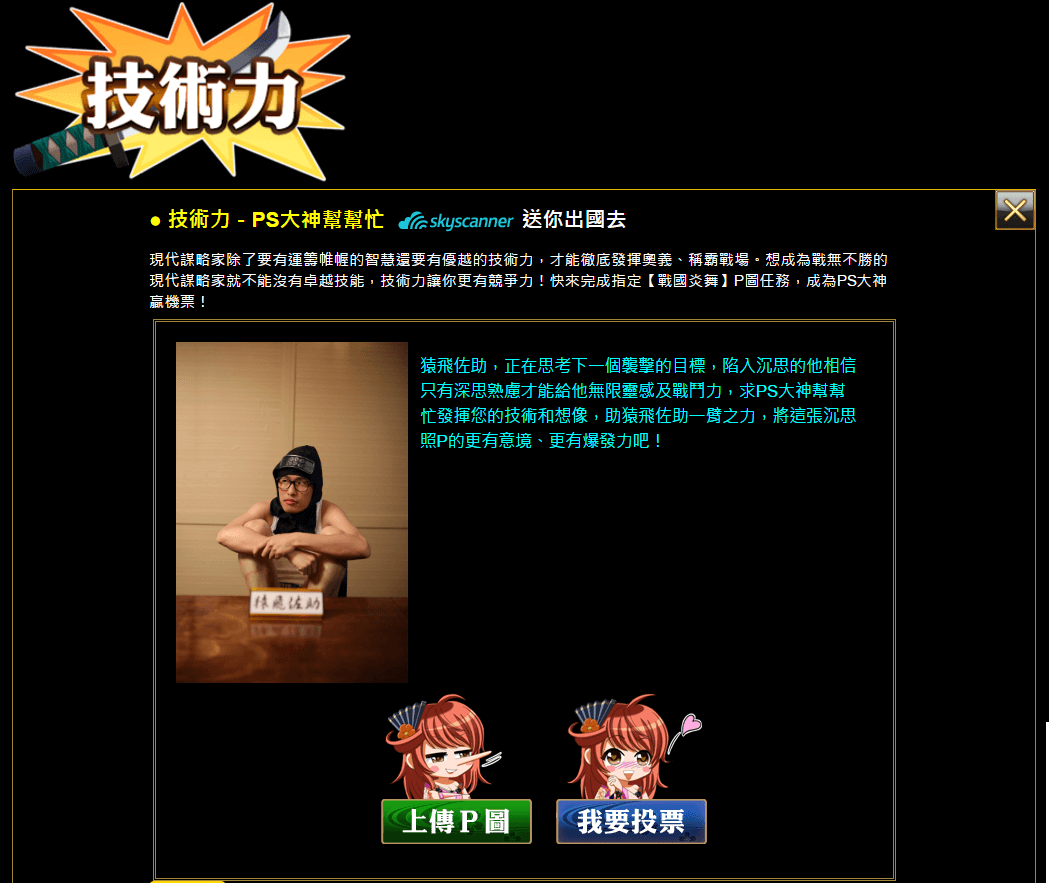 技術力
● 技術力 - PS大神幫幫忙 skyscanner 送你出國去
現代謀略家除了要有運籌帷幄的智慧還要有優越的技術力，才能徹底發揮奧義、稱霸戰場。想成為戰無不勝的
現代謀略家就不能沒有卓越技能，技術力讓你更有競爭力！快來完成指定【戰國炎舞】P圖任務，成為PS大神
贏機票！
猿飛佐助，正在思考下一個襲擊的目標，陷入沉思的他相信
只有深思熟慮才能給他無限靈感及戰鬥力，求PS大神幫幫
忙發揮您的技術和想像，助猿飛佐助一臂之力，將這張沉思
照P的更有意境、更有爆發力吧！
猿飛佐助
上傳P圖
我要投票